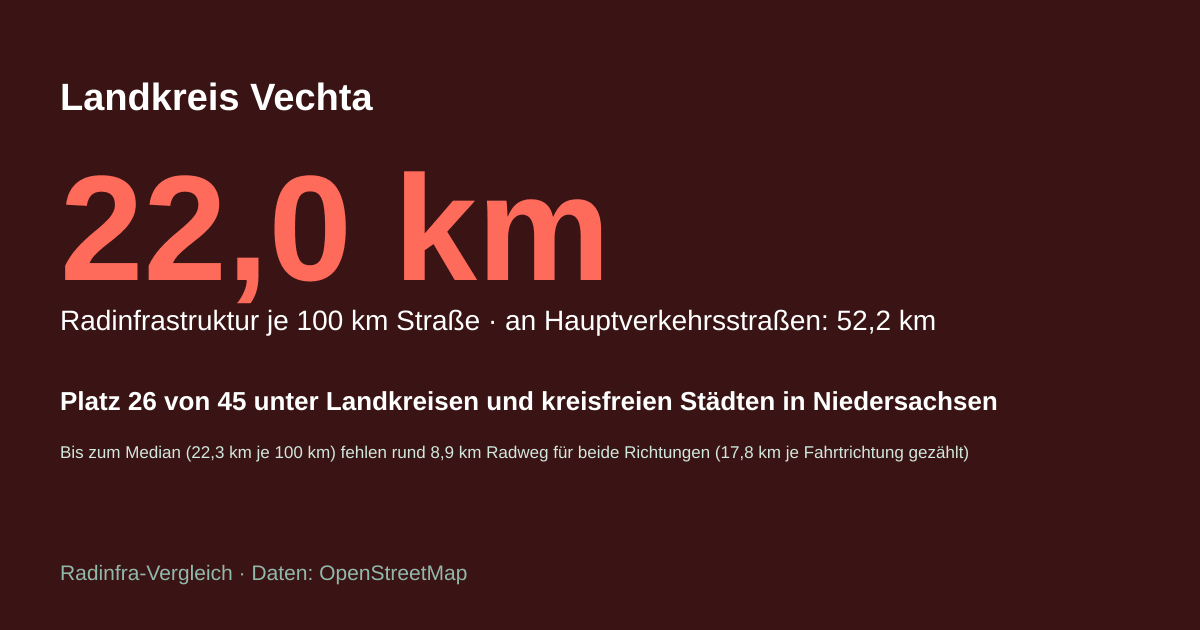 Landkreis Vechta
22,0 km
Radinfrastruktur je 100 km Straße · an Hauptverkehrsstraßen: 52,2 km
Platz 26 von 45 unter Landkreisen und kreisfreien Städten in Niedersachsen
Bis zum Median (22,3 km je 100 km) fehlen rund 8,9 km Radweg für beide Richtungen (17,8 km je Fahrtrichtung gezählt)
Radinfra-Vergleich · Daten: OpenStreetMap